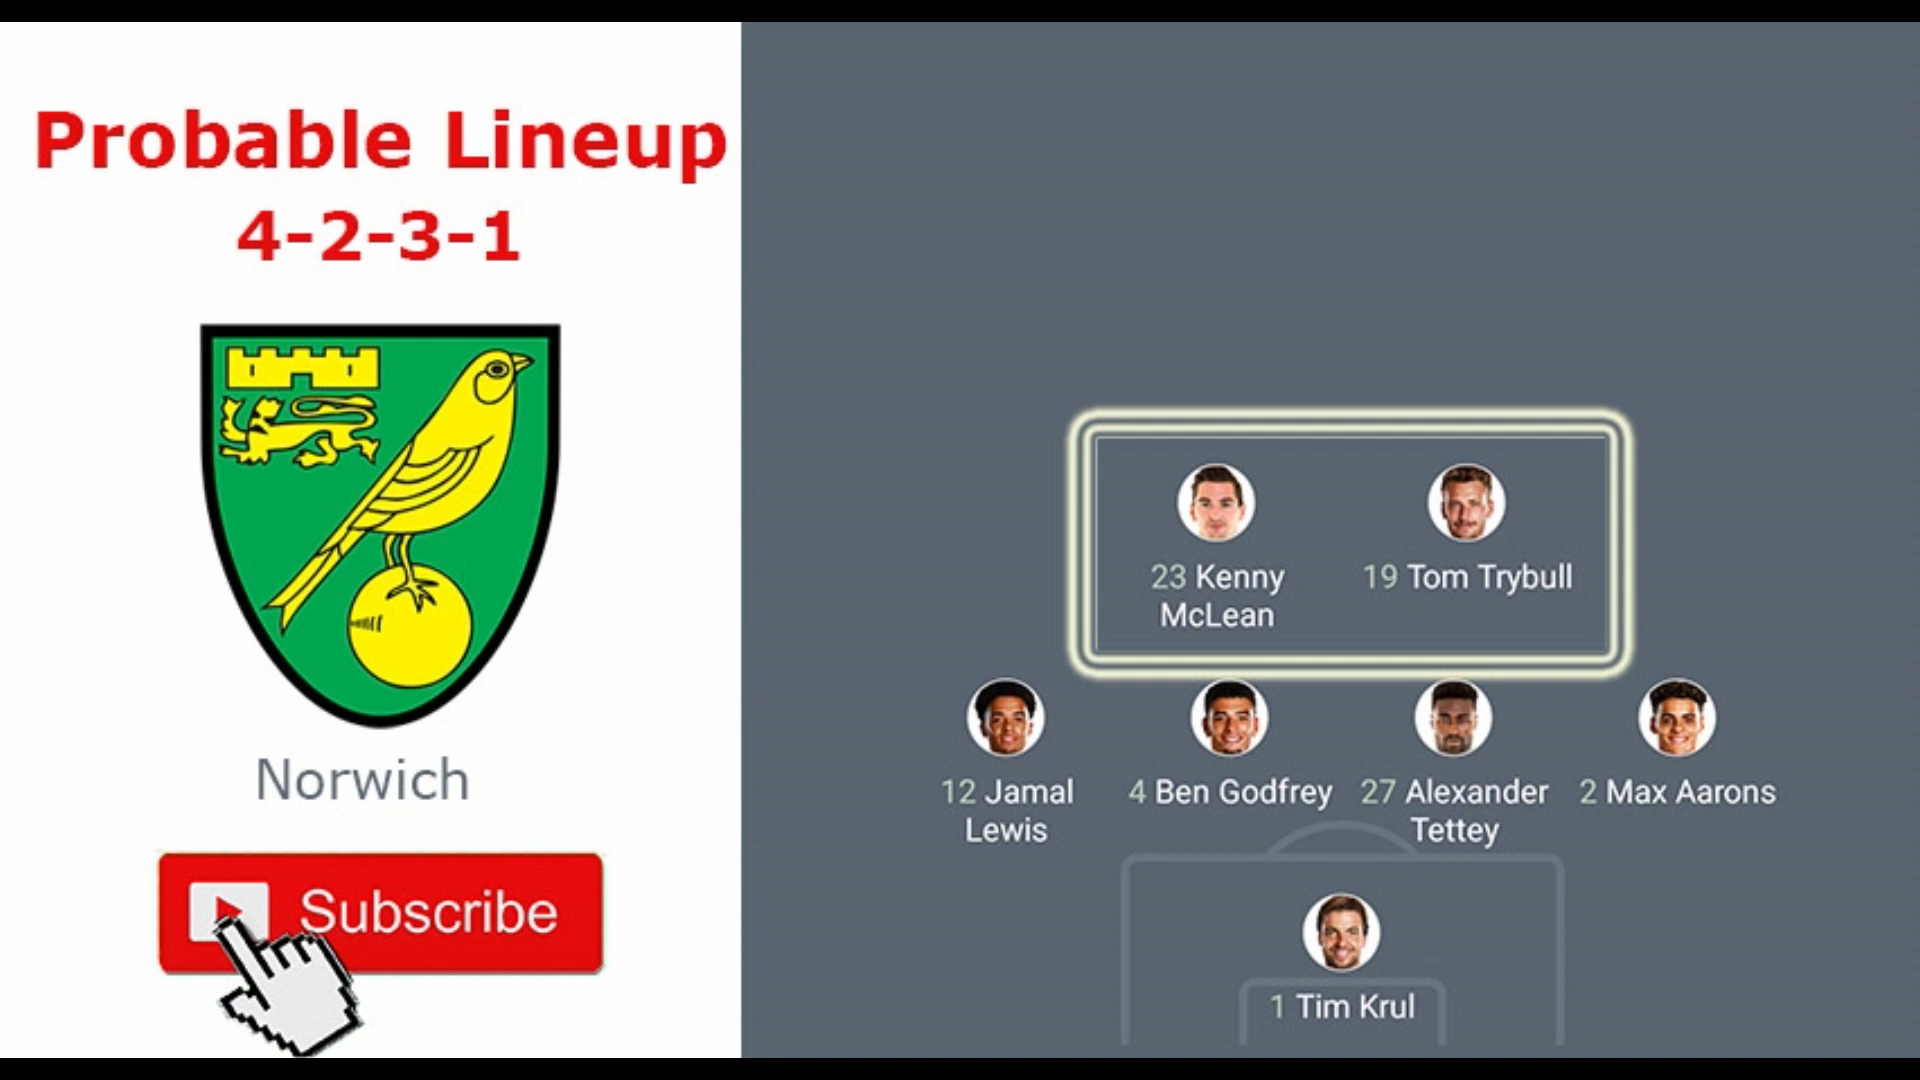 Probable Lineup
4-2-3-1
Norwich
Subscribe
23 Kenny
McLean
19 Tom Trybull
12 Jamal
Lewis
4 Ben Godfrey
27 Alexander
Tettey
2 Max Aarons
1 Tim Krul